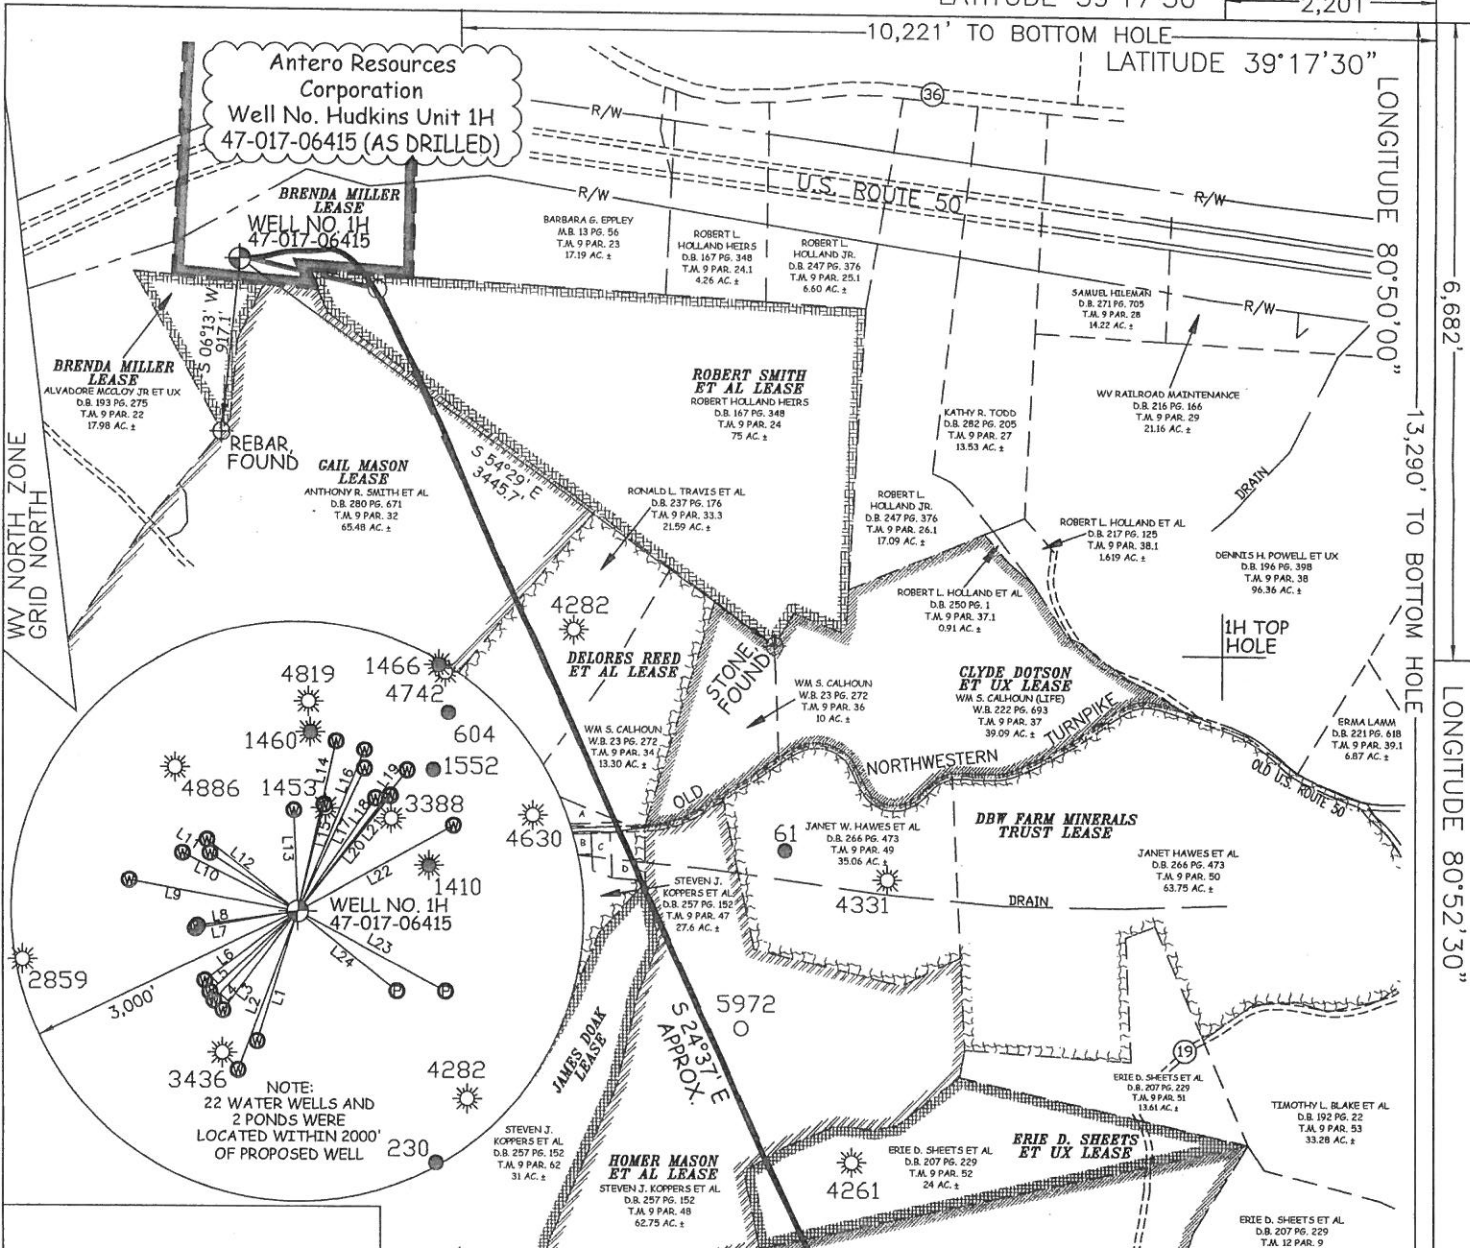 LATITUDE 39°17'30"
2,201'
10,221' TO BOTTOM HOLE
LATITUDE 39°17'30"
Antero Resources
Corporation
Well No. Hudkins Unit 1H
47-017-06415 (AS DRILLED)
36
R/W
U.S. ROUTE 50
R/W
R/W
R/W
LONGITUDE 80°50'00"
6,682'
13,290' TO BOTTOM HOLE
LONGITUDE 80°52'30"
BRENDA MILLER
LEASE
WELL NO. 1H
47-017-06415
BARBARA G. EPPLEY
M.B. 13 PG. 56
T.M. 9 PAR. 23
17.19 AC. ±
ROBERT L.
HOLLAND HEIRS
D.B. 167 PG. 348
T.M. 9 PAR. 24.1
4.26 AC. ±
ROBERT L.
HOLLAND JR.
D.B. 247 PG. 376
T.M. 9 PAR. 25.1
6.60 AC. ±
SAMUEL HILEMAN
D.B. 271 PG. 705
T.M. 9 PAR. 28
14.22 AC. ±
S 06°13' W
917.1'
BRENDA MILLER
LEASE
ALVADORE MCCLOY JR ET UX
D.B. 193 PG. 275
T.M. 9 PAR. 22
17.98 AC. ±
REBAR,
FOUND
WV NORTH ZONE
GRID NORTH
GAIL MASON
LEASE
ANTHONY R. SMITH ET AL
D.B. 280 PG. 671
T.M. 9 PAR. 32
65.48 AC. ±
S 54°29' E
3445.7'
ROBERT SMITH
ET AL LEASE
ROBERT HOLLAND HEIRS
D.B. 167 PG. 348
T.M. 9 PAR. 24
75 AC. ±
WV RAILROAD MAINTENANCE
D.B. 216 PG. 166
T.M. 9 PAR. 29
21.16 AC. ±
KATHY R. TODD
D.B. 282 PG. 205
T.M. 9 PAR. 27
13.53 AC. ±
DRAIN
RONALD L. TRAVIS ET AL
D.B. 237 PG. 176
T.M. 9 PAR. 33.3
21.59 AC. ±
ROBERT L.
HOLLAND JR.
D.B. 247 PG. 376
T.M. 9 PAR. 26.1
17.09 AC. ±
ROBERT L. HOLLAND ET AL
D.B. 217 PG. 125
T.M. 9 PAR. 38.1
1.619 AC. ±
DENNIS H. POWELL ET UX
D.B. 196 PG. 398
T.M. 9 PAR. 38
96.36 AC. ±
ROBERT L. HOLLAND ET AL
D.B. 250 PG. 1
T.M. 9 PAR. 37.1
0.91 AC. ±
1H TOP
HOLE
4282
DELORES REED
ET AL LEASE
STONE,
FOUND
WM S. CALHOUN
W.B. 23 PG. 272
T.M. 9 PAR. 36
10 AC. ±
CLYDE DOTSON
ET UX LEASE
WM S. CALHOUN (LIFE)
W.B. 222 PG. 693
T.M. 9 PAR. 37
39.09 AC. ±
WM S. CALHOUN
W.B. 23 PG. 272
T.M. 9 PAR. 34
13.30 AC. ±
ERMA LAMM
D.B. 221 PG. 618
T.M. 9 PAR. 39.1
6.87 AC. ±
OLD
NORTHWESTERN
TURNPIKE
OLD U.S. ROUTE 50
1466
4742
4819
604
1460
1552
4886
1453
3388
4630
1410
2859
3436
4282
230
L14
L16
L19
L15
L17
L18
L20
L21
L22
L13
L12
L11
L10
L9
L8
L7
L6
L5
L4
L3
L2
L1
L23
L24
W
P
WELL NO. 1H
47-017-06415
3,000'
NOTE:
22 WATER WELLS AND
2 PONDS WERE
LOCATED WITHIN 2000'
OF PROPOSED WELL
A
B
C
D
61
JANET W. HAWES ET AL
D.B. 266 PG. 473
T.M. 9 PAR. 49
35.06 AC. ±
DBW FARM MINERALS
TRUST LEASE
JANET HAWES ET AL
D.B. 266 PG. 473
T.M. 9 PAR. 50
63.75 AC. ±
4331
DRAIN
STEVEN J.
KOPPERS ET AL
D.B. 257 PG. 152
T.M. 9 PAR. 47
27.6 AC. ±
5972
S 24°37' E
APPROX.
JAMES DOAK
LEASE
19
ERIE D. SHEETS ET AL
D.B. 207 PG. 229
T.M. 9 PAR. 51
13.61 AC. ±
TIMOTHY L. BLAKE ET AL
D.B. 192 PG. 22
T.M. 9 PAR. 53
33.28 AC. ±
STEVEN J.
KOPPERS ET AL
D.B. 257 PG. 152
T.M. 9 PAR. 62
31 AC. ±
HOMER MASON
ET AL LEASE
STEVEN J. KOPPERS ET AL
D.B. 257 PG. 152
T.M. 9 PAR. 48
62.75 AC. ±
4261
ERIE D. SHEETS ET AL
D.B. 207 PG. 229
T.M. 9 PAR. 52
24 AC. ±
ERIE D. SHEETS
ET UX LEASE
ERIE D. SHEETS ET AL
D.B. 207 PG. 229
T.M. 12 PAR. 9